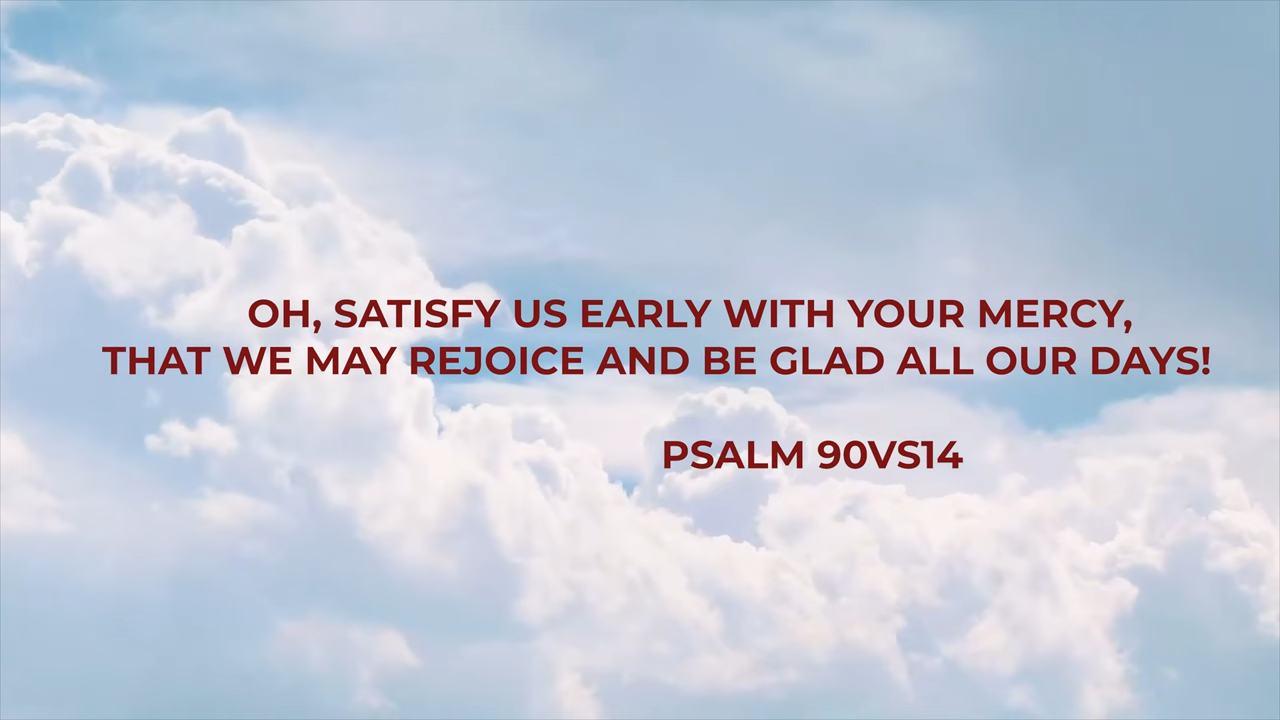 OH, SATISFY US EARLY WITH YOUR MERCY,
THAT WE MAY REJOICE AND BE GLAD ALL OUR DAYS!
PSALM 90VS14